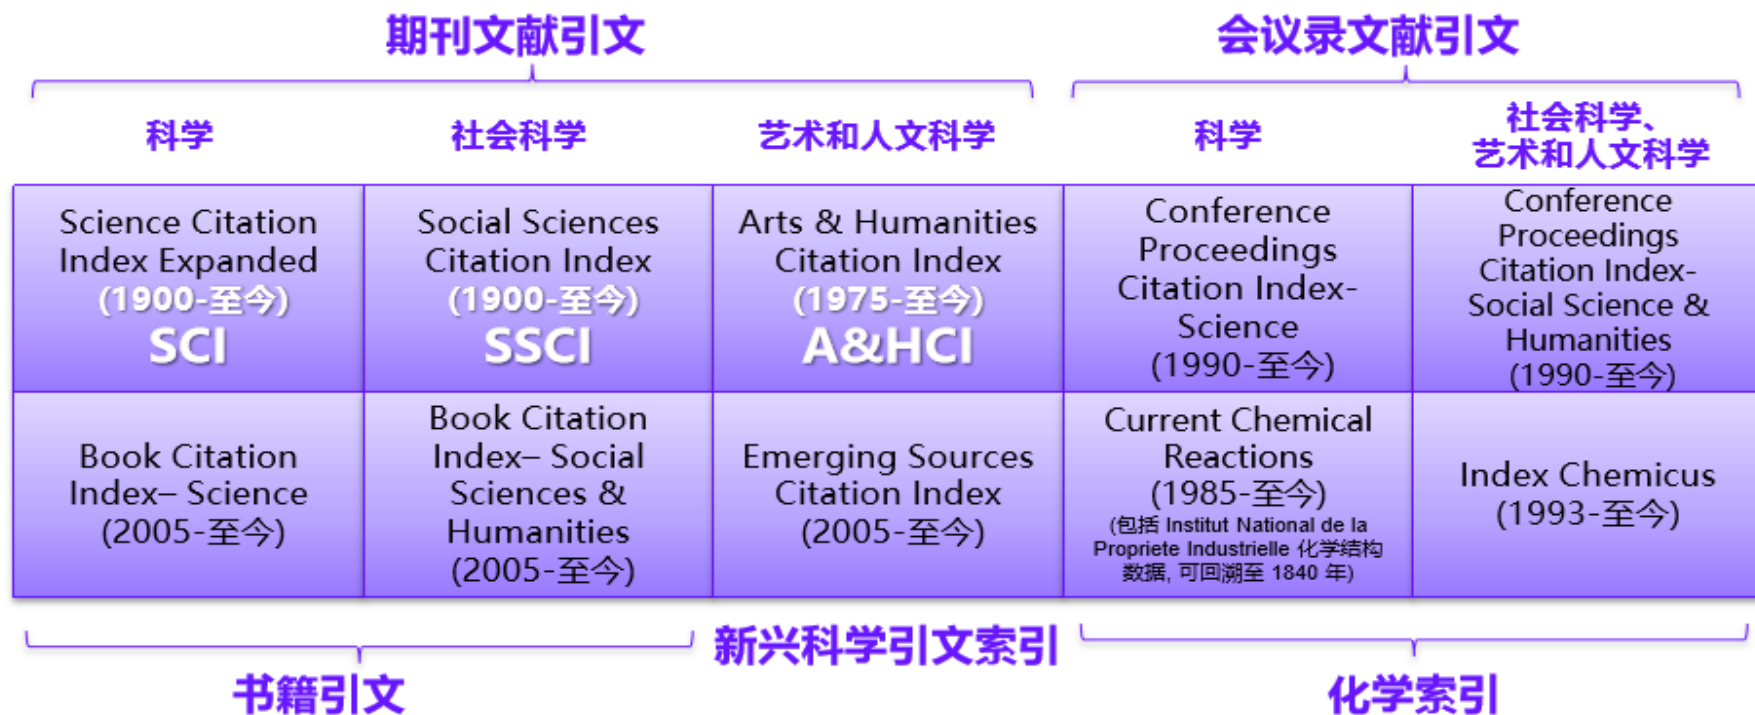 期刊文献引文
会议录文献引文
科学
社会科学
艺术和人文科学
科学
社会科学、
艺术和人文科学
Science Citation
Index Expanded
(1900-至今)
SCI
Social Sciences
Citation Index
(1900-至今)
SSCI
Arts & Humanities
Citation Index
(1975-至今)
A&HCI
Conference
Proceedings
Citation Index-
Science
(1990-至今)
Conference
Proceedings
Citation Index-
Social Science &
Humanities
(1990-至今)
Book Citation
Index– Science
(2005-至今)
Book Citation
Index– Social
Sciences &
Humanities
(2005-至今)
Emerging Sources
Citation Index
(2005-至今)
Current Chemical
Reactions
(1985-至今)
(包括 Institut National de la
Propriete Industrielle 化学结构
数据, 可回溯至 1840 年)
Index Chemicus
(1993-至今)
书籍引文
新兴科学引文索引
化学索引